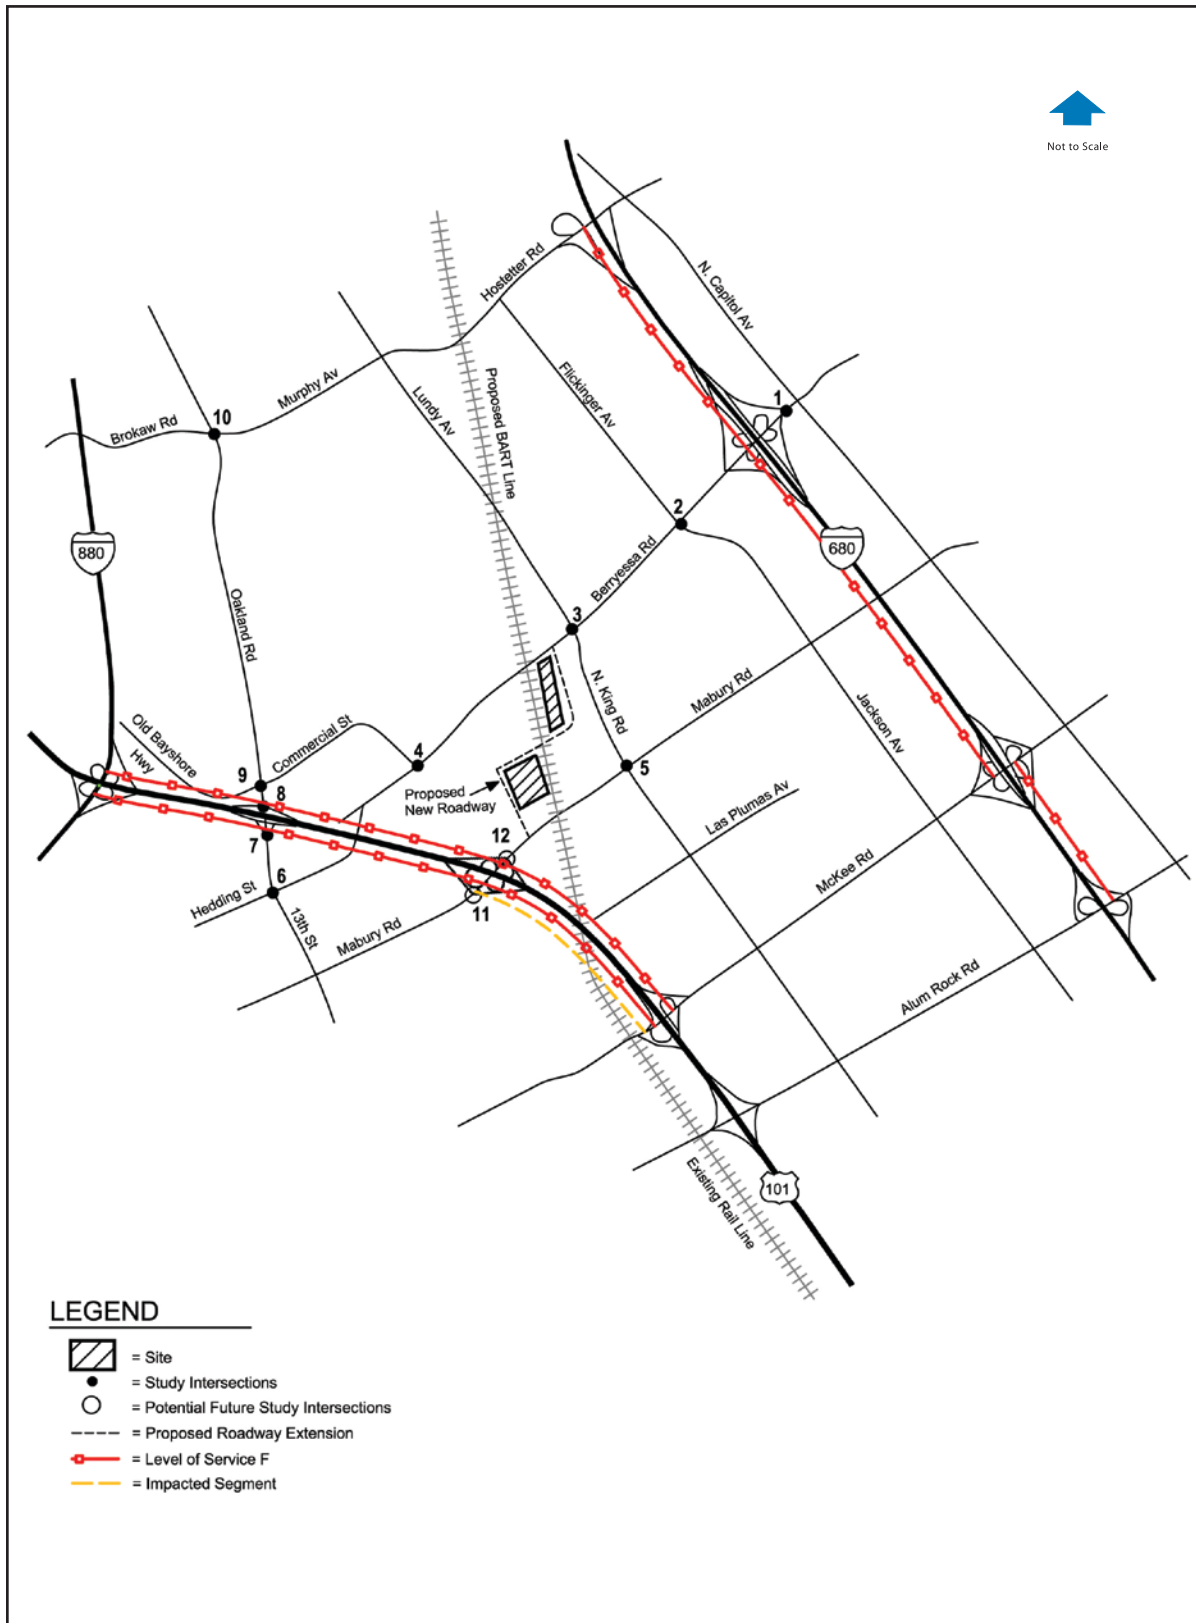 Not to Scale
N. Capitol Av
Hostetter Rd
Flickinger Av
Proposed BART Line
Lundy Av
Murphy Av
Brokaw Rd
10
1
2
880
680
Oakland Rd
Berryessa Rd
3
N. King Rd
Mabury Rd
Jackson Av
Old Bayshore
Hwy
Commercial St
4
5
9
8
7
6
Proposed
New Roadway
12
11
Las Plumas Av
McKee Rd
Hedding St
13th St
Mabury Rd
Alum Rock Rd
Existing Rail Line
101
LEGEND
= Site
= Study Intersections
= Potential Future Study Intersections
= Proposed Roadway Extension
= Level of Service F
= Impacted Segment